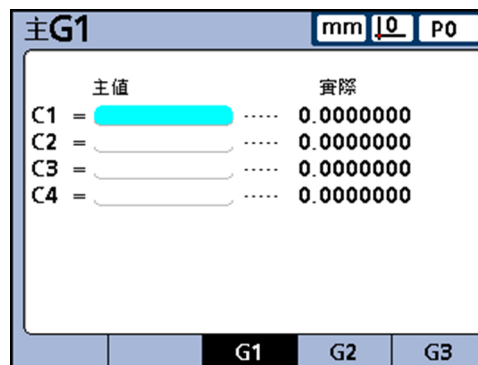 主G1 mm 0 P0
主值 實際
C1 = ..... 0.0000000
C2 = ..... 0.0000000
C3 = ..... 0.0000000
C4 = ..... 0.0000000
G1 G2 G3